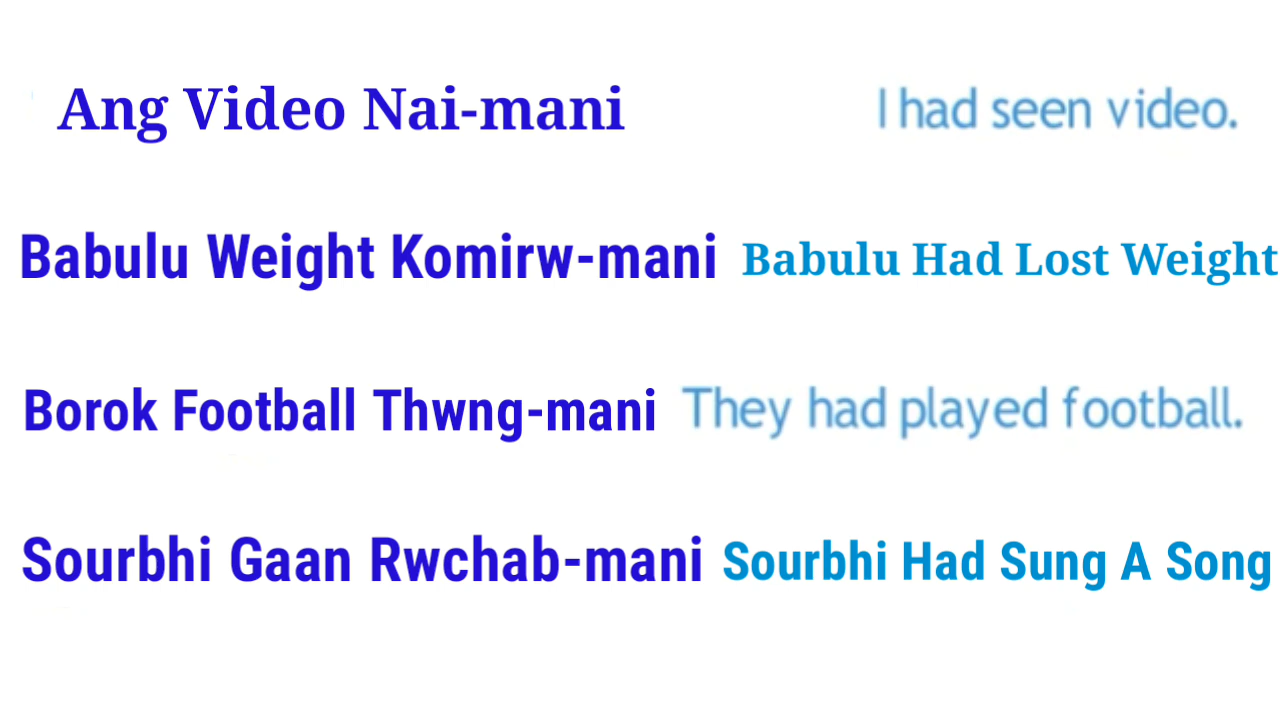 Ang Video Nai-mani I had seen video.
Babulu Weight Komirw-mani Babulu Had Lost Weight
Borok Football Thwng-mani They had played football.
Sourbhi Gaan Rwchab-mani Sourbhi Had Sung A Song